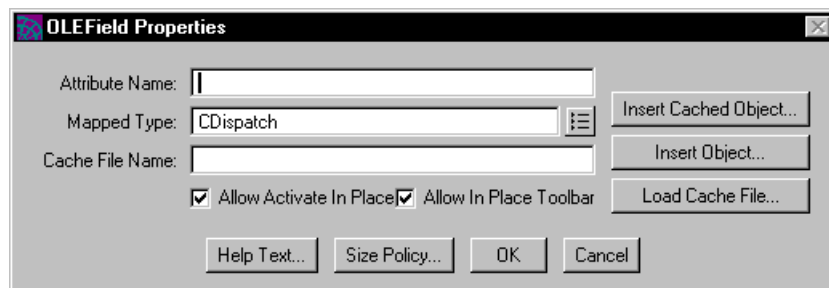 OLEField Properties
Attribute Name:
Mapped Type: CDispatch
Cache File Name:
Allow Activate In Place Allow In Place Toolbar
Insert Cached Object...
Insert Object...
Load Cache File...
Help Text... Size Policy... OK Cancel